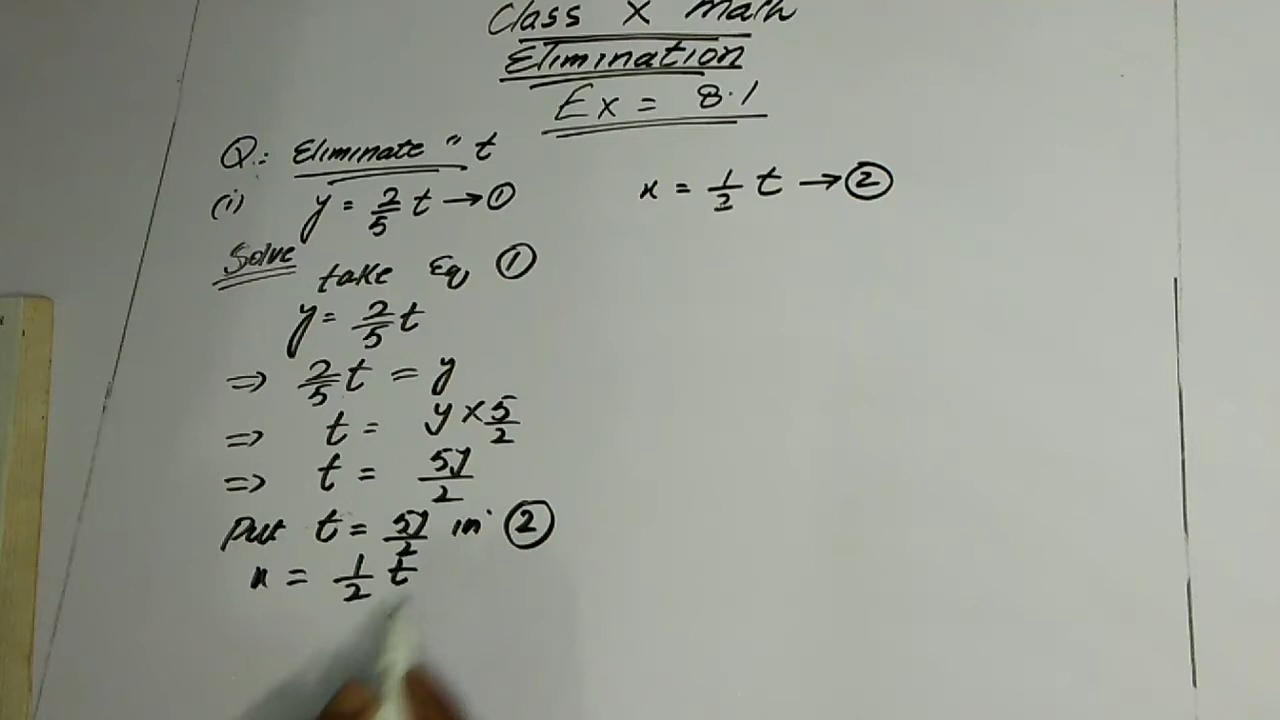 Class X Math
Elimination
Ex = 8.1
Q: Eliminate " t
(i) y = 2/5 t → ① x = 1/2 t → ②
Solve take Eq ①
y = 2/5 t
⇒ 2/5 t = y
⇒ t = y × 5/2
⇒ t = 5y/2
Put t = 5y/2 in ②
x = 1/2 t